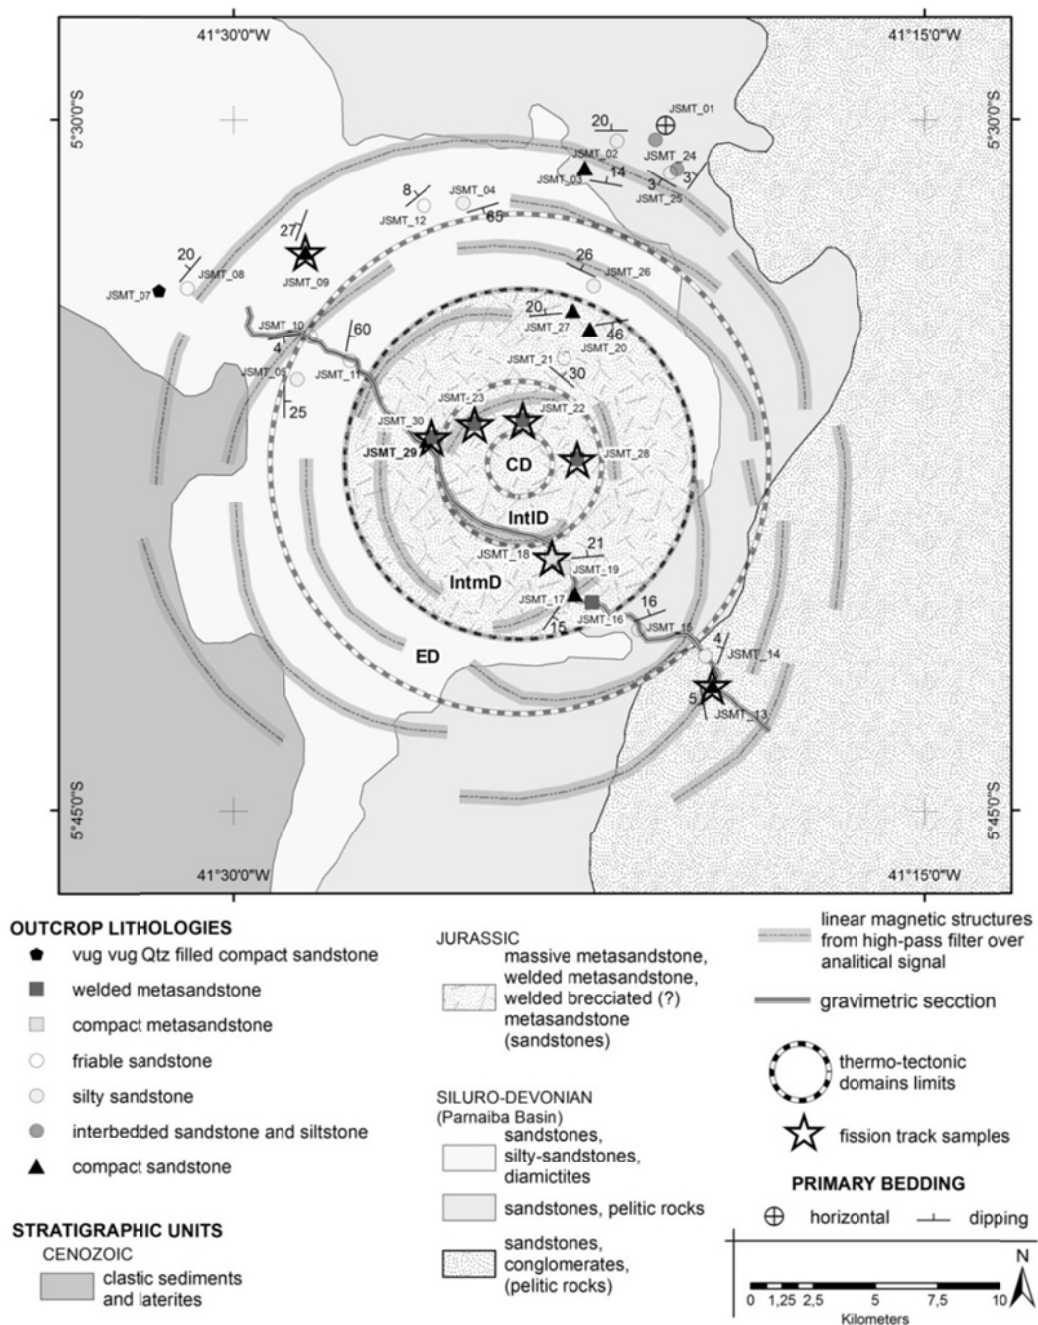 41°30'0"W
41°15'0"W
5°30'0"S
5°30'0"S
JSMT_01
20
JSMT_02
JSMT_24
JSMT_03
14
3
3
JSMT_25
8
JSMT_04
JSMT_12
65
27
20
JSMT_08
JSMT_09
JSMT_07
26
JSMT_26
20
JSMT_27
46
JSMT_20
JSMT_10
4
60
JSMT_11
JSMT_21
30
25
JSMT_23
JSMT_22
JSMT_30
JSMT_29
JSMT_28
CD
IntID
JSMT_18
21
JSMT_19
IntmD
JSMT_17
JSMT_16
15
16
JSMT_15
ED
4
JSMT_14
5
JSMT_13
5°45'0"S
5°45'0"S
41°30'0"W
41°15'0"W
OUTCROP LITHOLOGIES
vug vug Qtz filled compact sandstone
welded metasandstone
compact metasandstone
friable sandstone
silty sandstone
interbedded sandstone and siltstone
compact sandstone
STRATIGRAPHIC UNITS
CENOZOIC
clastic sediments
and laterites
JURASSIC
massive metasandstone,
welded metasandstone,
welded brecciated (?)
metasandstone
(sandstones)
SILURO-DEVONIAN
(Parnaiba Basin)
sandstones,
silty-sandstones,
diamictites
sandstones, pelitic rocks
sandstones,
conglomerates,
(pelitic rocks)
linear magnetic structures
from high-pass filter over
analitical signal
gravimetric secction
thermo-tectonic
domains limits
fission track samples
PRIMARY BEDDING
horizontal
dipping
N
0 1,25 2,5 5 7,5 10
Kilometers